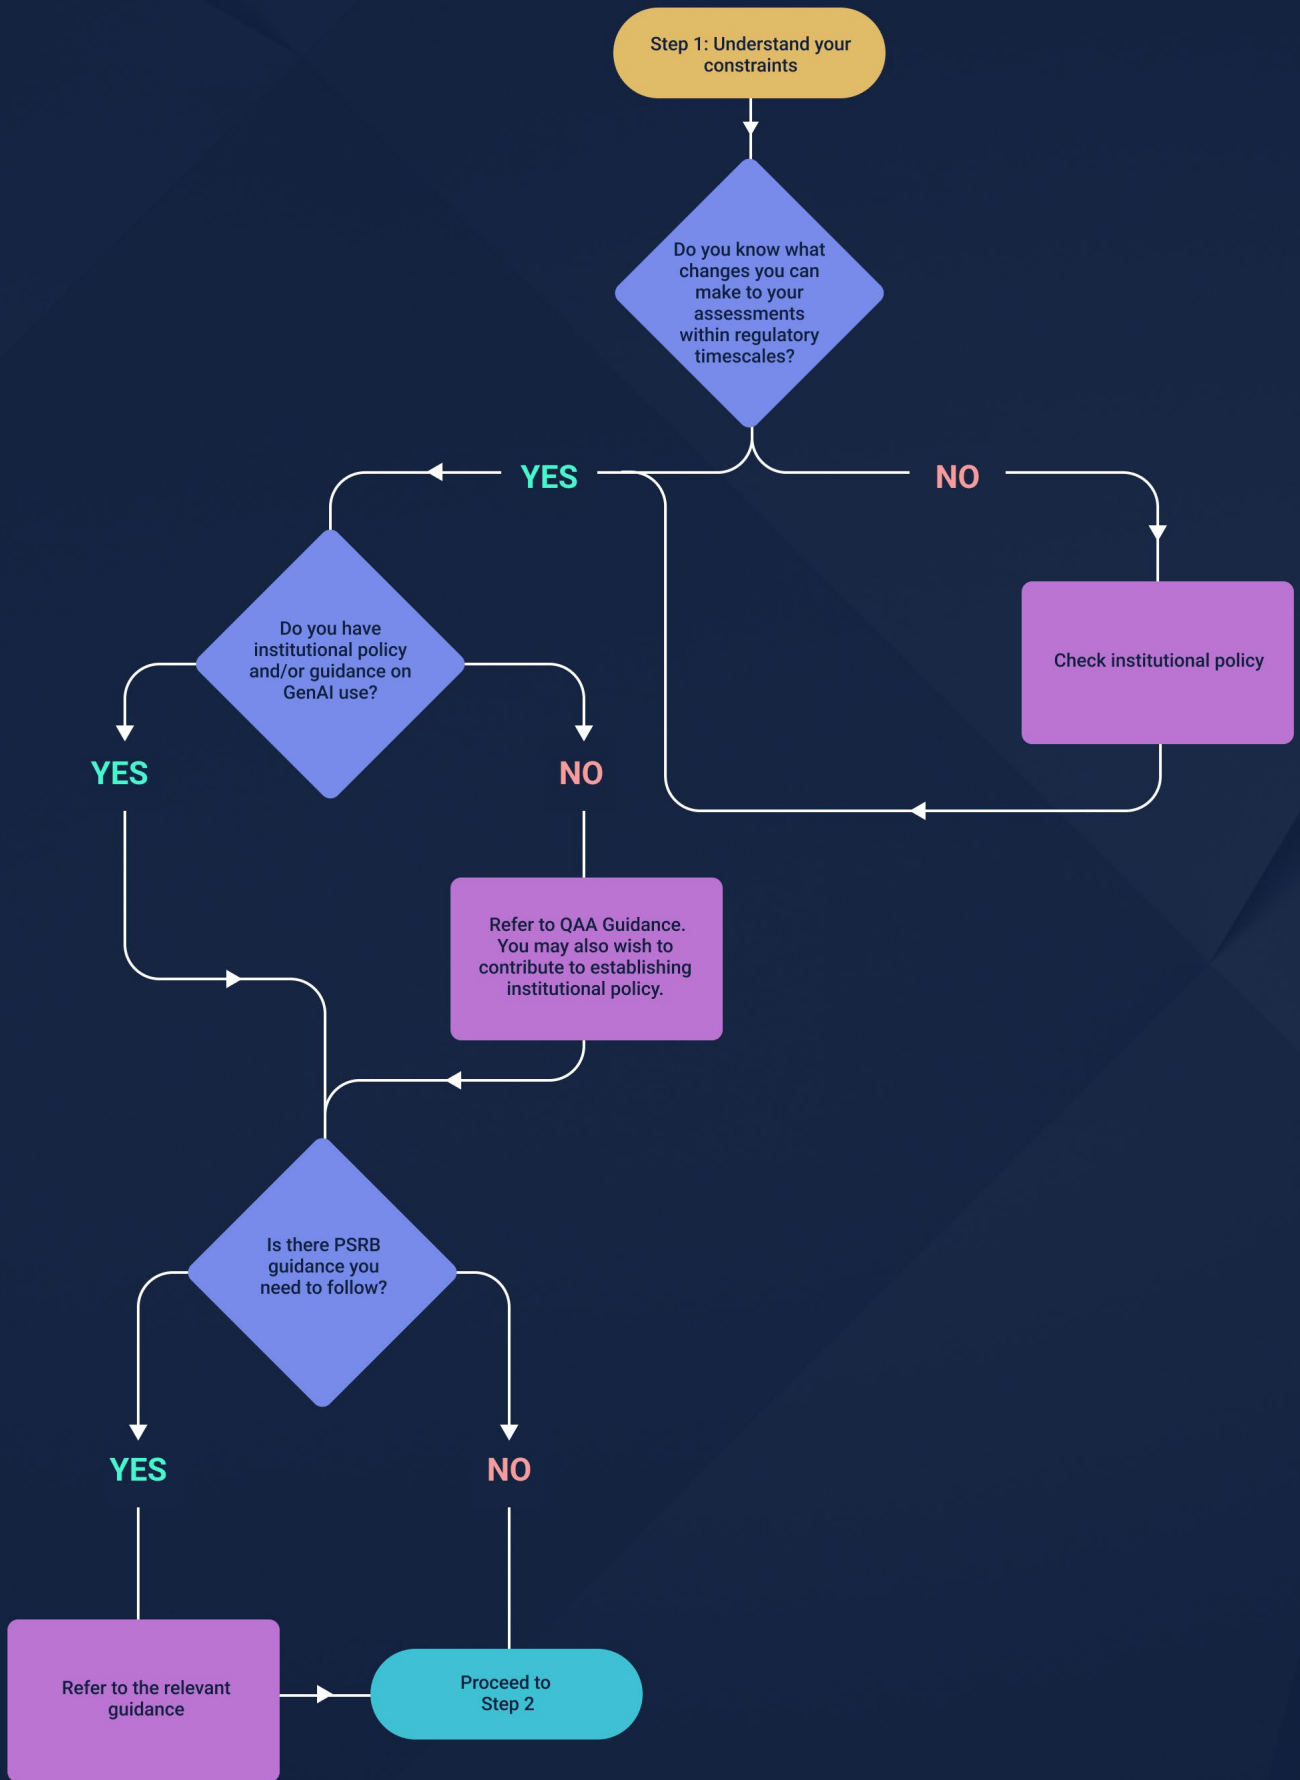 Step 1: Understand your
constraints
Do you know what
changes you can
make to your
assessments
within regulatory
timescales?
YES
NO
Do you have
institutional policy
and/or guidance on
GenAI use?
Check institutional policy
YES
NO
Refer to QAA Guidance.
You may also wish to
contribute to establishing
institutional policy.
Is there PSRB
guidance you
need to follow?
YES
NO
Refer to the relevant
guidance
Proceed to
Step 2